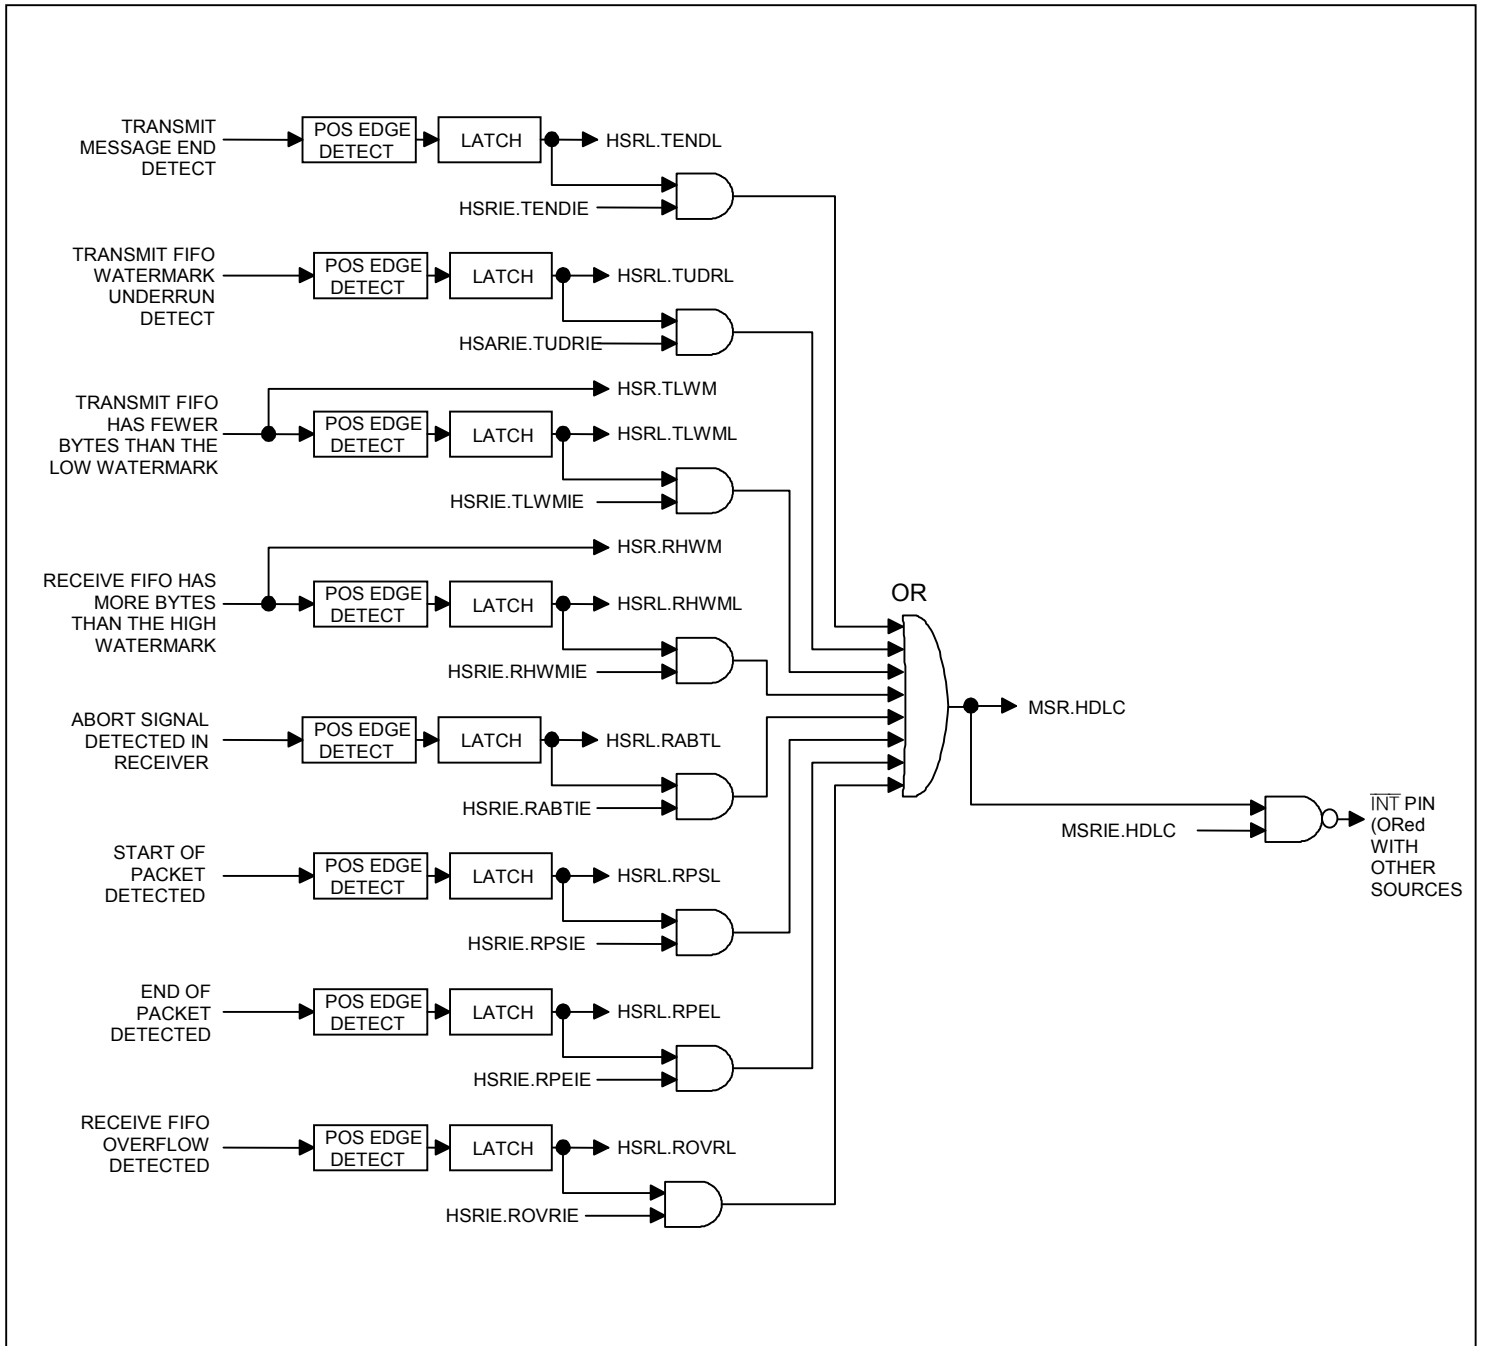 TRANSMIT
MESSAGE END
DETECT
POS EDGE
DETECT
LATCH
HSRL.TENDL
HSRIE.TENDIE
TRANSMIT FIFO
WATERMARK
UNDERRUN
DETECT
POS EDGE
DETECT
LATCH
HSRL.TUDRL
HSARIE.TUDRIE
TRANSMIT FIFO
HAS FEWER
BYTES THAN THE
LOW WATERMARK
HSR.TLWM
POS EDGE
DETECT
LATCH
HSRL.TLWML
HSRIE.TLWMIE
RECEIVE FIFO HAS
MORE BYTES
THAN THE HIGH
WATERMARK
HSR.RHWM
POS EDGE
DETECT
LATCH
HSRL.RHWML
HSRIE.RHWMIE
ABORT SIGNAL
DETECTED IN
RECEIVER
POS EDGE
DETECT
LATCH
HSRL.RABTL
HSRIE.RABTIE
START OF
PACKET
DETECTED
POS EDGE
DETECT
LATCH
HSRL.RPSL
HSRIE.RPSIE
END OF
PACKET
DETECTED
POS EDGE
DETECT
LATCH
HSRL.RPEL
HSRIE.RPEIE
RECEIVE FIFO
OVERFLOW
DETECTED
POS EDGE
DETECT
LATCH
HSRL.ROVRL
HSRIE.ROVRIE
OR
MSR.HDLC
MSRIE.HDLC
INT PIN
(ORed
WITH
OTHER
SOURCES